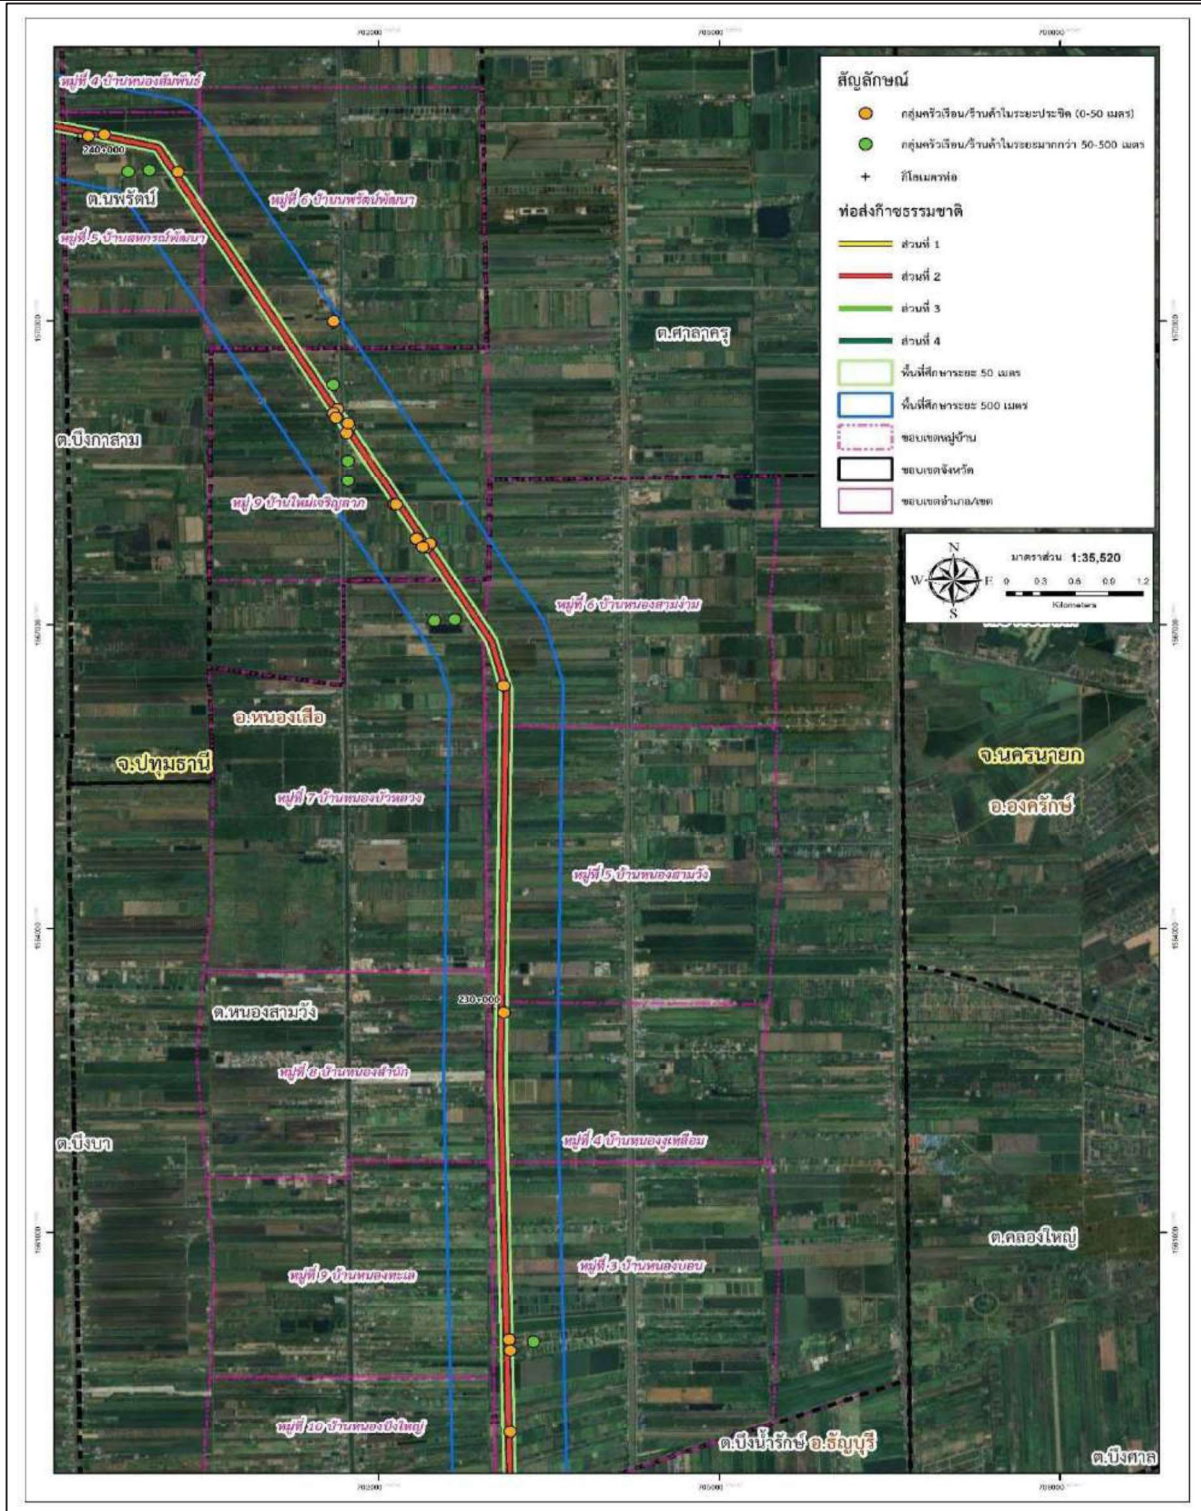 702000
705000
708000
หมู่ที่ 4 บ้านหนองสัมพันธ์
240+000
ต.นพรัตน์
หมู่ที่ 6 บ้านนพรัตน์พัฒนา
หมู่ที่ 5 บ้านสหกรณ์พัฒนา
สัญลักษณ์
กลุ่มครัวเรือน/ร้านค้าในระยะประชิด (0-50 เมตร)
กลุ่มครัวเรือน/ร้านค้าในระยะมากกว่า 50-500 เมตร
กิโลเมตรท่อ
ท่อส่งก๊าซธรรมชาติ
ส่วนที่ 1
ส่วนที่ 2
ส่วนที่ 3
ส่วนที่ 4
พื้นที่ศึกษาระยะ 50 เมตร
พื้นที่ศึกษาระยะ 500 เมตร
ขอบเขตหมู่บ้าน
ขอบเขตจังหวัด
ขอบเขตอำเภอ/เขต
1570000
1570000
ต.ศาลาครุ
ต.บึงกาสาม
หมู่ 9 บ้านใหม่เจริญลาภ
N
W E
S
มาตราส่วน 1:35,520
0 0.3 0.6 0.9 1.2
Kilometers
หมู่ที่ 6 บ้านหนองสามง่าม
1567000
1567000
อ.หนองเสือ
จ.ปทุมธานี
จ.นครนายก
หมู่ที่ 7 บ้านหนองบัวหลวง
อ.องครักษ์
หมู่ที่ 5 บ้านหนองสามวัง
1564000
1564000
230+000
ต.หนองสามวัง
หมู่ที่ 8 บ้านหนองสำนัก
ต.บึงบา
หมู่ที่ 4 บ้านหนองงูเหลือม
1561000
1561000
ต.คลองใหญ่
หมู่ที่ 3 บ้านหนองบอน
หมู่ที่ 9 บ้านหนองทะเล
หมู่ที่ 10 บ้านหนองปึงใหญ่
ต.บึงน้ำรักษ์ อ.ธัญบุรี
ต.บึงศาล
702000
705000
708000